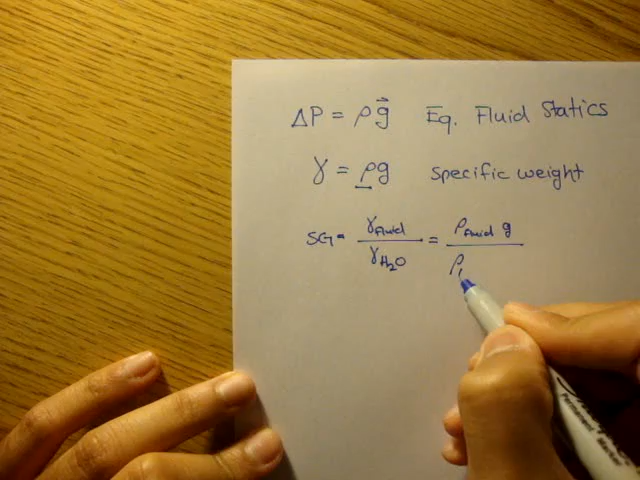 ΔP = ρg⃗ Eq. Fluid Statics
γ = ρg specific weight
SG = γfluid / γH₂O = ρfluid g / ρ